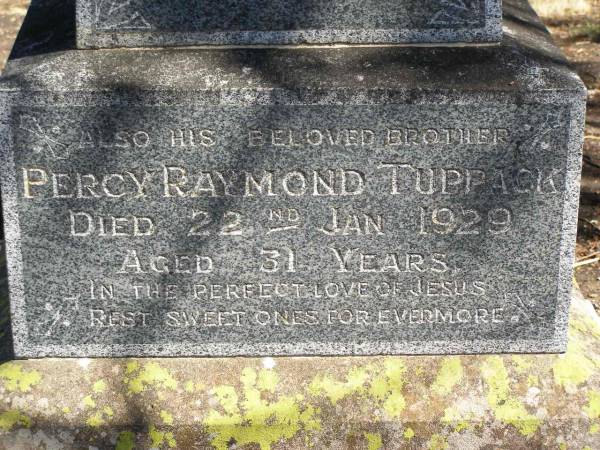 ALSO HIS BELOVED BROTHER
PERCY RAYMOND TUPPACK
DIED 22ND JAN 1929
AGED 31 YEARS.
IN THE PERFECT LOVE OF JESUS
REST SWEET ONES FOR EVERMORE